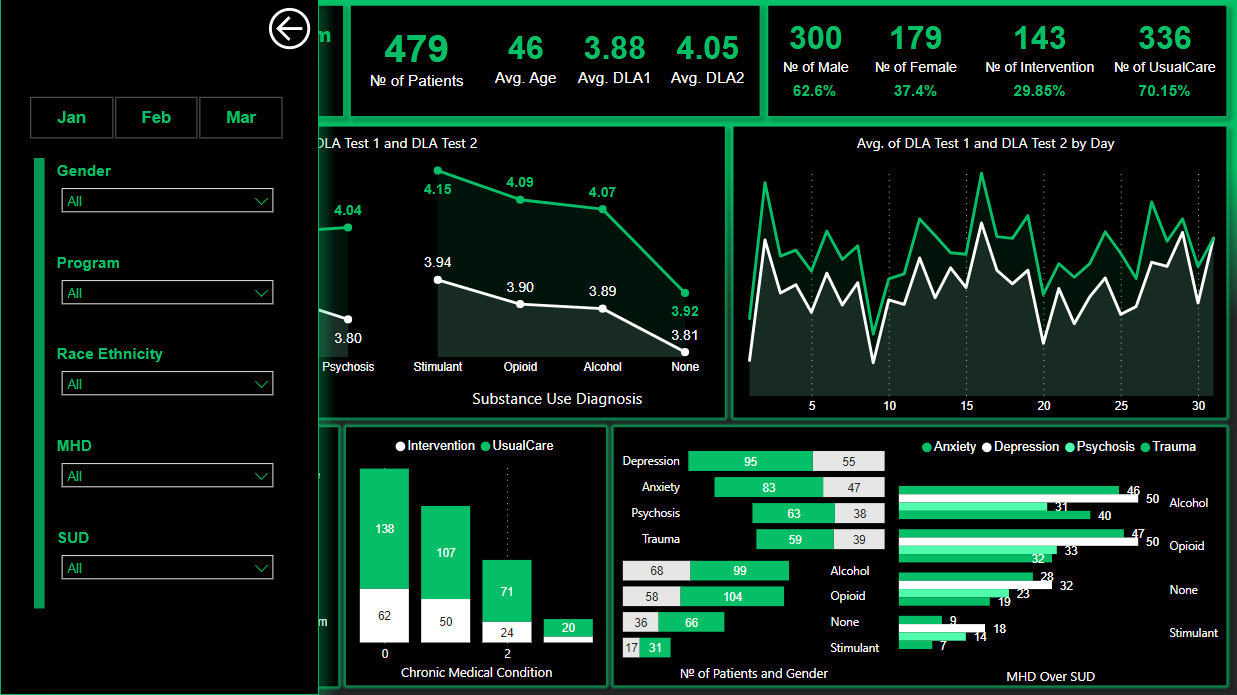 Jan Feb Mar
Gender
All
Program
All
Race Ethnicity
All
MHD
All
SUD
All
m
479
№ of Patients
46
Avg. Age
3.88
Avg. DLA1
4.05
Avg. DLA2
300
№ of Male
62.6%
179
№ of Female
37.4%
143
№ of Intervention
29.85%
336
№ of UsualCare
70.15%
DLA Test 1 and DLA Test 2
4.04
3.80
Psychosis
4.15 4.09 4.07 3.92
3.94 3.90 3.89 3.81
Stimulant Opioid Alcohol None
Substance Use Diagnosis
Avg. of DLA Test 1 and DLA Test 2 by Day
5 10 15 20 25 30
m
Intervention UsualCare
138 107 71 20
62 50 24
0 2
Chronic Medical Condition
Depression 95 55
Anxiety 83 47
Psychosis 63 38
Trauma 59 39
68 99 Alcohol
58 104 Opioid
36 66 None
17 31 Stimulant
№ of Patients and Gender
Anxiety Depression Psychosis Trauma
46 50 31 40 Alcohol
47 50 33 32 Opioid
28 32 23 19 None
9 18 14 7 Stimulant
MHD Over SUD